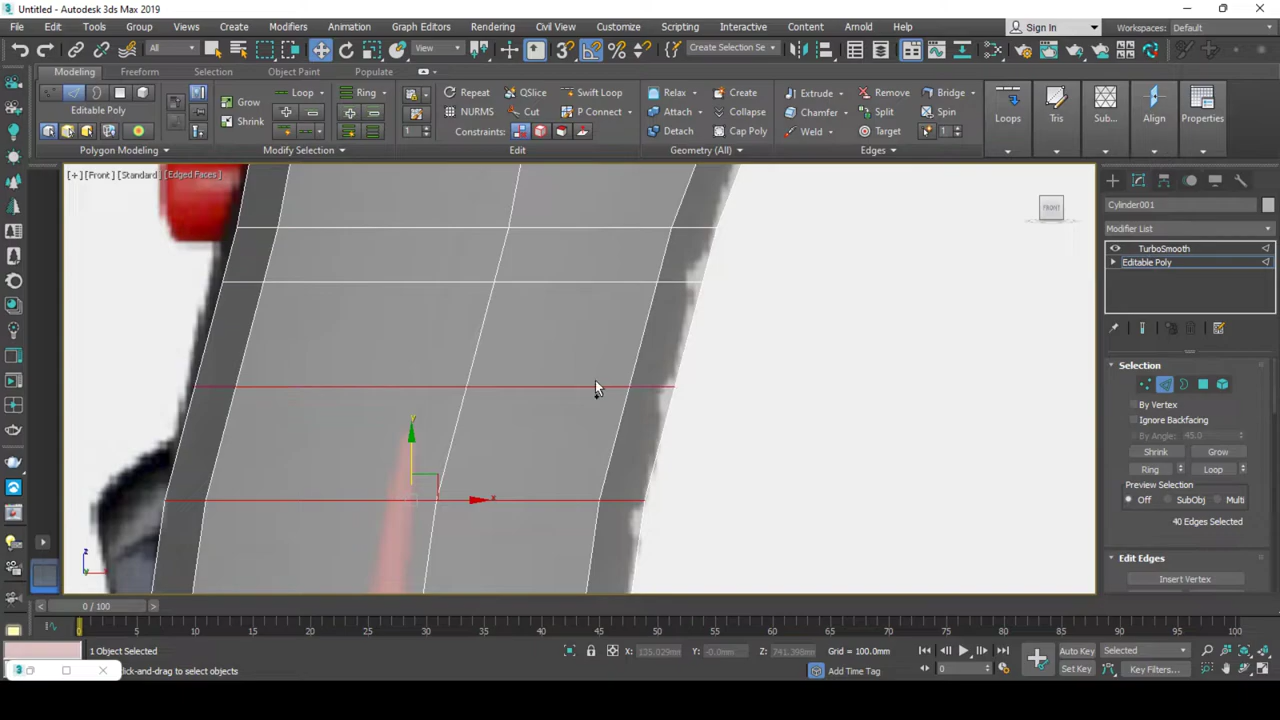 Untitled - Autodesk 3ds Max 2019
File Edit Tools Group Views Create Modifiers Animation Graph Editors Rendering Civil View Customize Scripting Interactive Content Arnold Help Sign In Workspaces: Default
All View Create Selection Se
Modeling Freeform Selection Object Paint Populate
Editable Poly
Polygon Modeling
Grow
Shrink
Loop
Ring
Modify Selection
1
Repeat QSlice Swift Loop
NURMS Cut P Connect
Constraints:
Edit
Relax Create
Attach Collapse
Detach Cap Poly
Geometry (All)
Extrude Remove Bridge
Chamfer Split Spin
Weld Target 1
Edges
Loops
Tris
Sub...
Align
Properties
[+] [Front] [Standard] [Edged Faces]
FRONT
y
x
z
Cylinder001
Modifier List
TurboSmooth
Editable Poly
Selection
By Vertex
Ignore Backfacing
By Angle: 45.0
Shrink Grow
Ring Loop
Preview Selection
Off SubObj Multi
40 Edges Selected
Edit Edges
Insert Vertex
0 / 100
0 5 10 15 20 25 30 35 40 45 50 55 60 65 70 75 80 85 90 95 100
1 Object Selected
X: 135.029mm Y: -0.0mm Z: 741.398mm Grid = 100.0mm
Auto Key Selected
lick-and-drag to select objects
Add Time Tag
0
Set Key Key Filters...